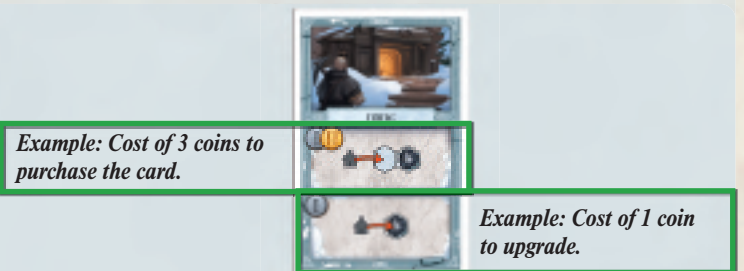 Example: Cost of 3 coins to
purchase the card.
Example: Cost of 1 coin
to upgrade.